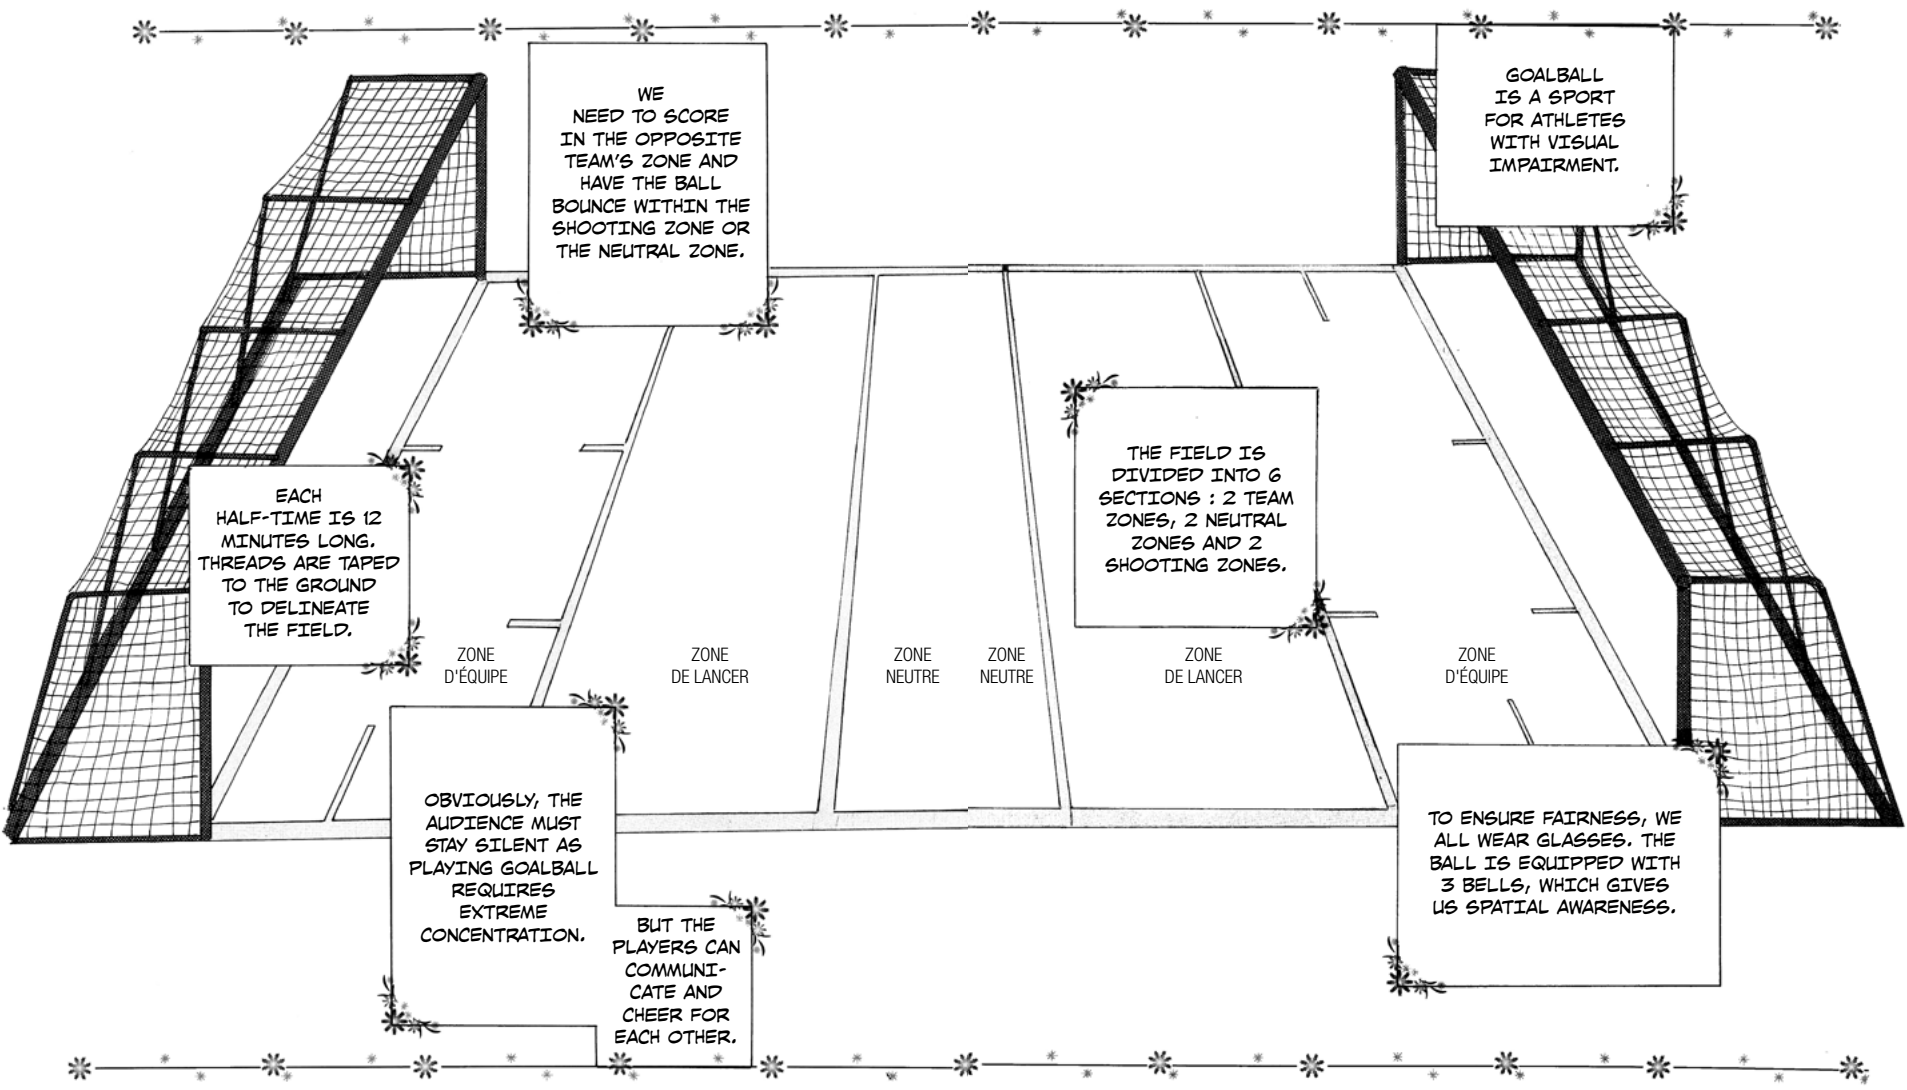 GOALBALL
IS A SPORT
FOR ATHLETES
WITH VISUAL
IMPAIRMENT.
WE
NEED TO SCORE
IN THE OPPOSITE
TEAM'S ZONE AND
HAVE THE BALL
BOUNCE WITHIN THE
SHOOTING ZONE OR
THE NEUTRAL ZONE.
THE FIELD IS
DIVIDED INTO 6
SECTIONS : 2 TEAM
ZONES, 2 NEUTRAL
ZONES AND 2
SHOOTING ZONES.
EACH
HALF-TIME IS 12
MINUTES LONG.
THREADS ARE TAPED
TO THE GROUND
TO DELINEATE
THE FIELD.
ZONE
D'ÉQUIPE
ZONE
DE LANCER
ZONE
NEUTRE
ZONE
NEUTRE
ZONE
DE LANCER
ZONE
D'ÉQUIPE
TO ENSURE FAIRNESS, WE
ALL WEAR GLASSES. THE
BALL IS EQUIPPED WITH
3 BELLS, WHICH GIVES
US SPATIAL AWARENESS.
OBVIOUSLY, THE
AUDIENCE MUST
STAY SILENT AS
PLAYING GOALBALL
REQUIRES
EXTREME
CONCENTRATION.
BUT THE
PLAYERS CAN
COMMUNI-
CATE AND
CHEER FOR
EACH OTHER.